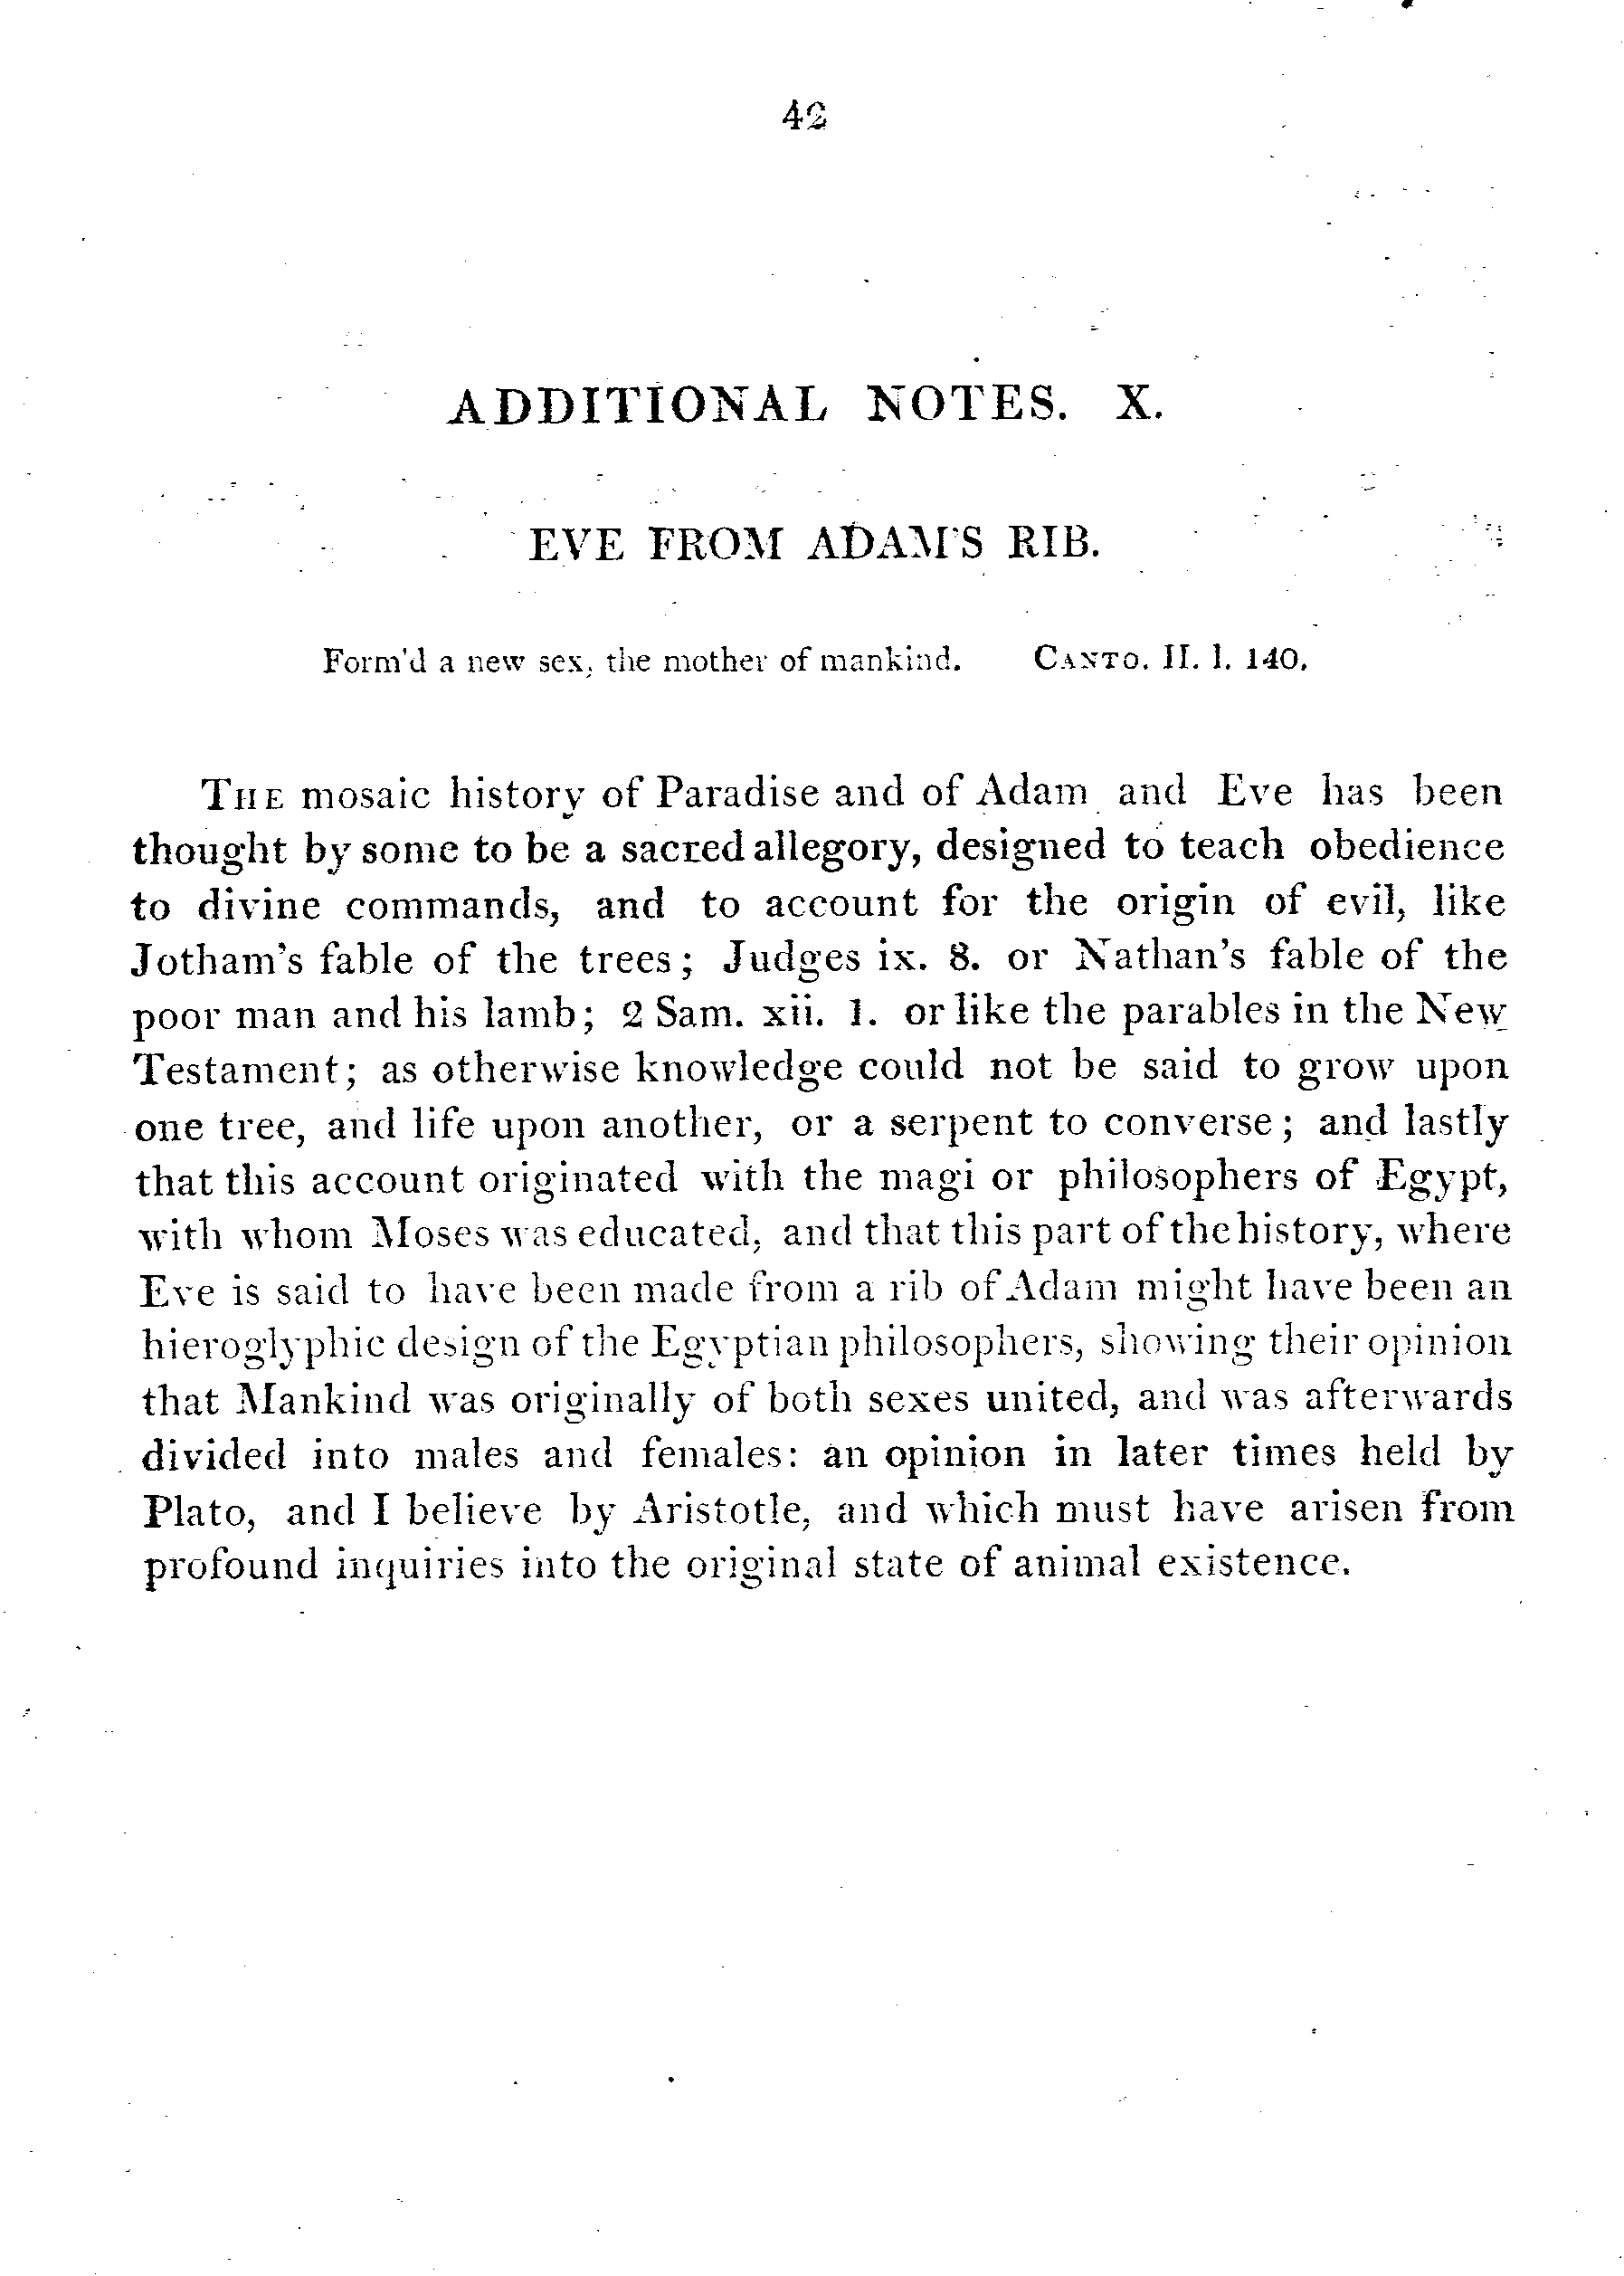 42
ADDITIONAL NOTES. X.
EVE FROM ADAM'S RIB.
Form'd a new sex, the mother of mankind. CANTO. II. l. 140.
THE mosaic history of Paradise and of Adam and Eve has been
thought by some to be a sacred allegory, designed to teach obedience
to divine commands, and to account for the origin of evil, like
Jotham's fable of the trees; Judges ix. 8. or Nathan's fable of the
poor man and his lamb; 2 Sam. xii. 1. or like the parables in the New
Testament; as otherwise knowledge could not be said to grow upon
one tree, and life upon another, or a serpent to converse; and lastly
that this account originated with the magi or philosophers of Egypt,
with whom Moses was educated, and that this part of the history, where
Eve is said to have been made from a rib of Adam might have been an
hieroglyphic design of the Egyptian philosophers, showing their opinion
that Mankind was originally of both sexes united, and was afterwards
divided into males and females: an opinion in later times held by
Plato, and I believe by Aristotle, and which must have arisen from
profound inquiries into the original state of animal existence.